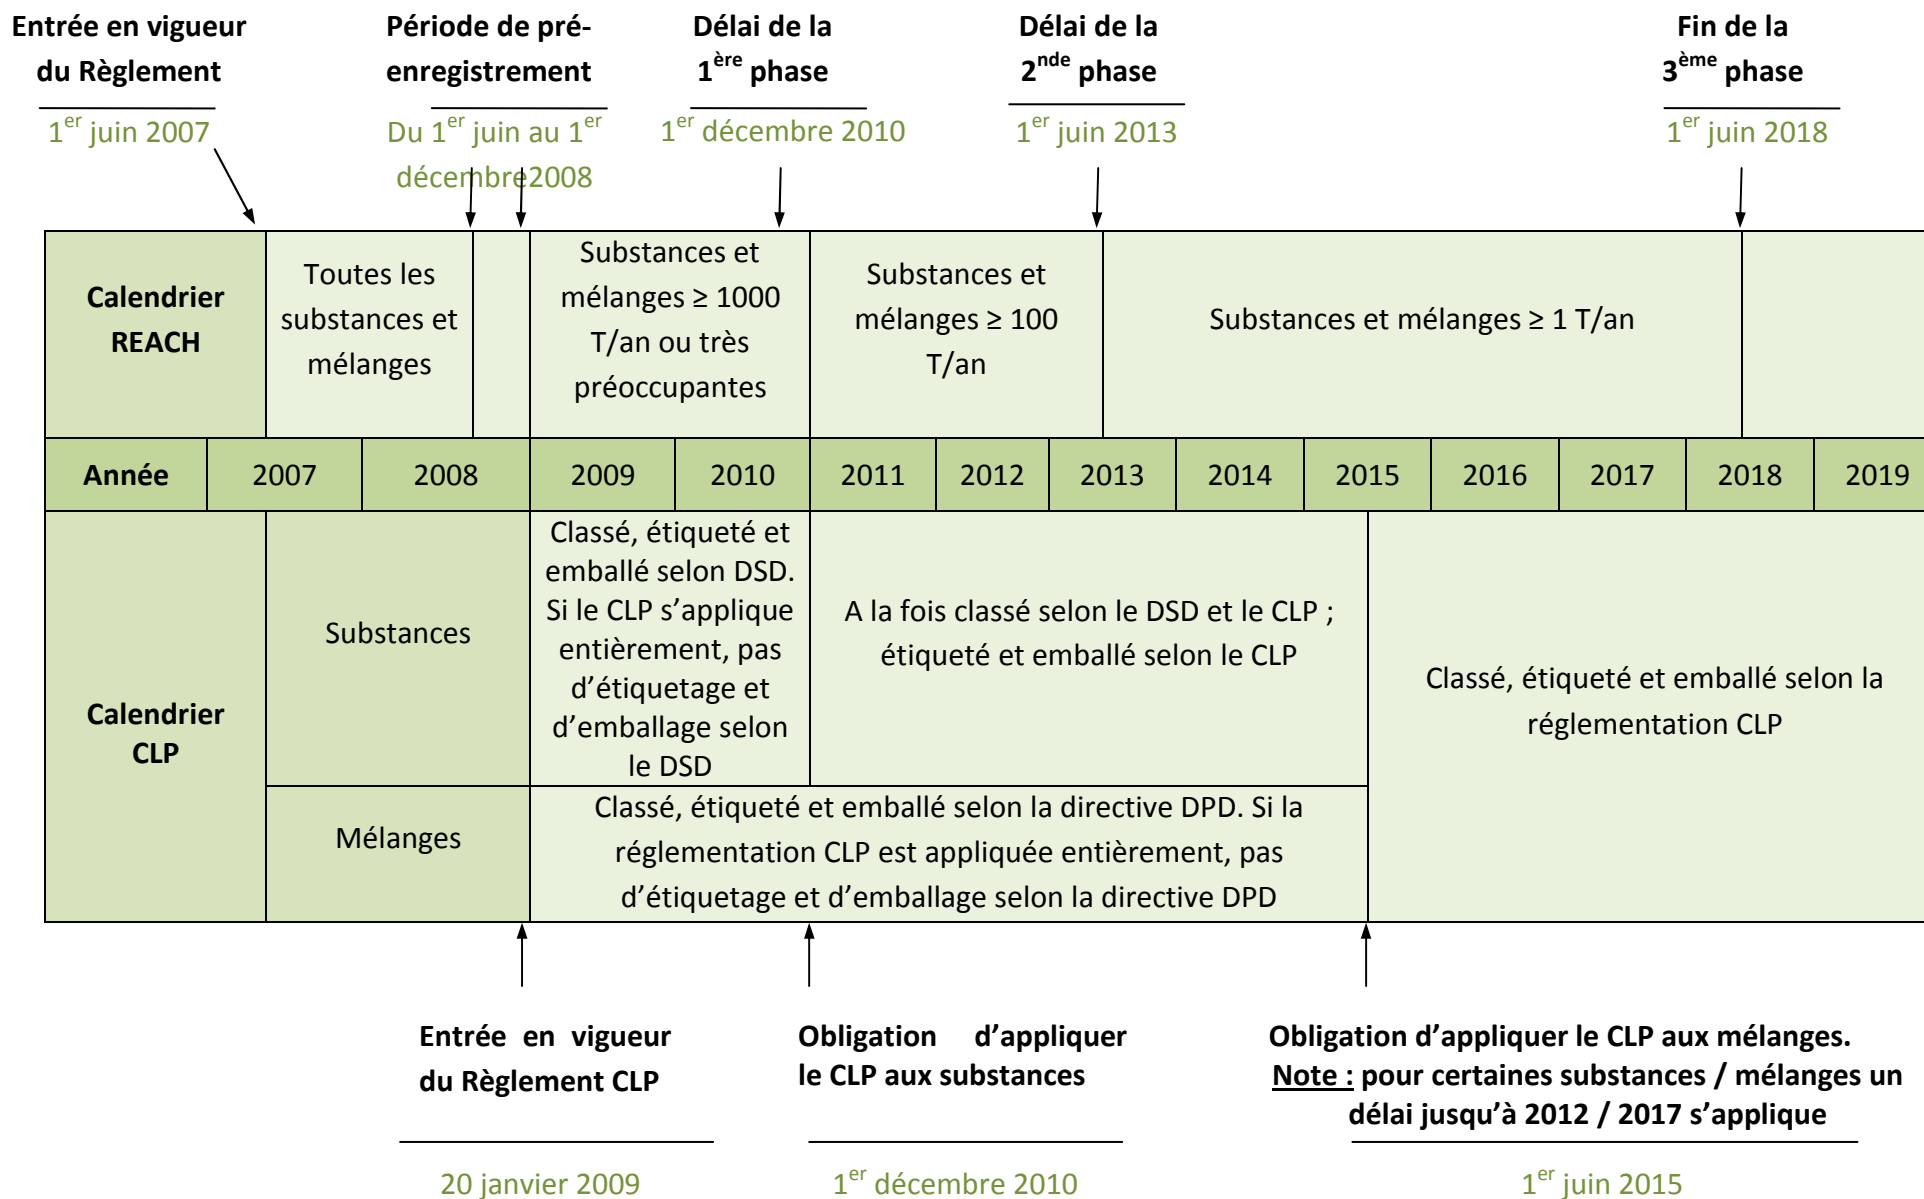 Entrée en vigueur
du Règlement
1er juin 2007
Période de pré-
enregistrement
Du 1er juin au 1er
décembre2008
Délai de la
1ère phase
1er décembre 2010
Délai de la
2nde phase
1er juin 2013
Fin de la
3ème phase
1er juin 2018
Calendrier
REACH
Toutes les
substances et
mélanges
Substances et
mélanges ≥ 1000
T/an ou très
préoccupantes
Substances et
mélanges ≥ 100
T/an
Substances et mélanges ≥ 1 T/an
Année 2007 2008 2009 2010 2011 2012 2013 2014 2015 2016 2017 2018 2019
Calendrier
CLP
Substances
Classé, étiqueté et
emballé selon DSD.
Si le CLP s’applique
entièrement, pas
d’étiquetage et
d’emballage selon
le DSD
A la fois classé selon le DSD et le CLP ;
étiqueté et emballé selon le CLP
Classé, étiqueté et emballé selon la
réglementation CLP
Mélanges
Classé, étiqueté et emballé selon la directive DPD. Si la
réglementation CLP est appliquée entièrement, pas
d’étiquetage et d’emballage selon la directive DPD
Entrée en vigueur
du Règlement CLP
20 janvier 2009
Obligation d’appliquer
le CLP aux substances
1er décembre 2010
Obligation d’appliquer le CLP aux mélanges.
Note : pour certaines substances / mélanges un
délai jusqu’à 2012 / 2017 s’applique
1er juin 2015